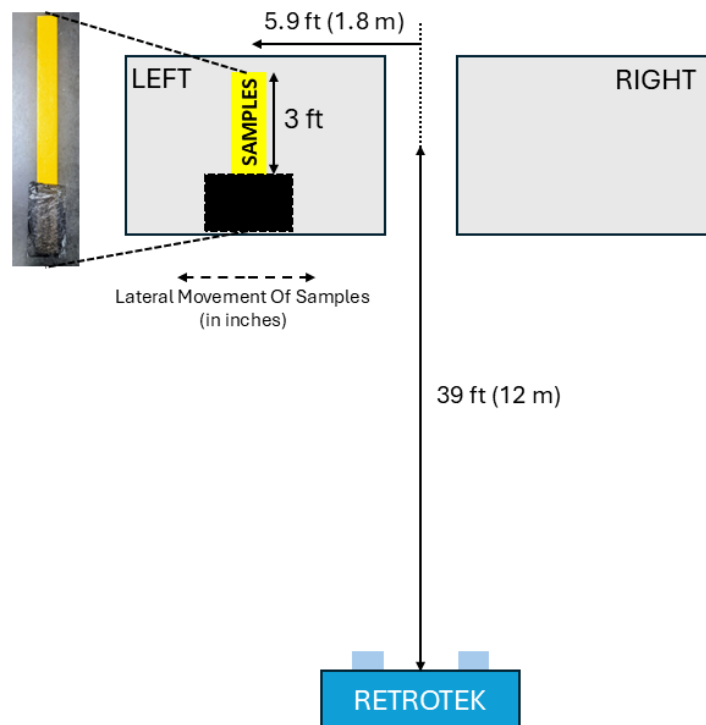 5.9 ft (1.8 m)
LEFT
RIGHT
SAMPLES
3 ft
Lateral Movement Of Samples
(in inches)
39 ft (12 m)
RETROTEK